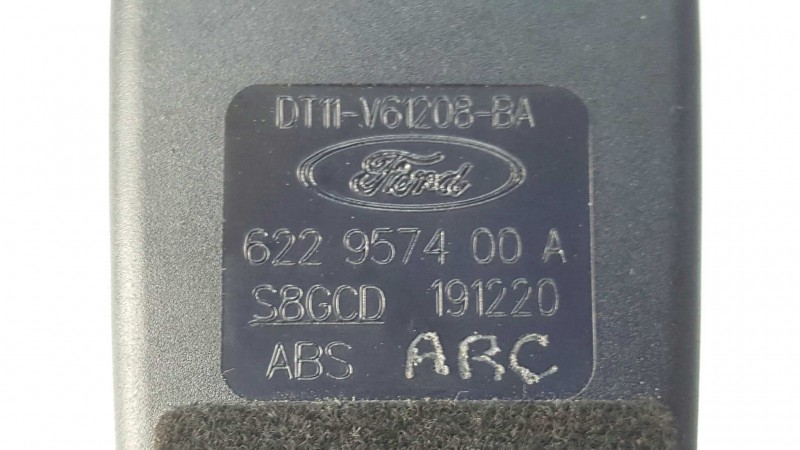 DT11-V61208-BA
Ford
622 9574 00 A
S8GCD 191220
ABS ARC